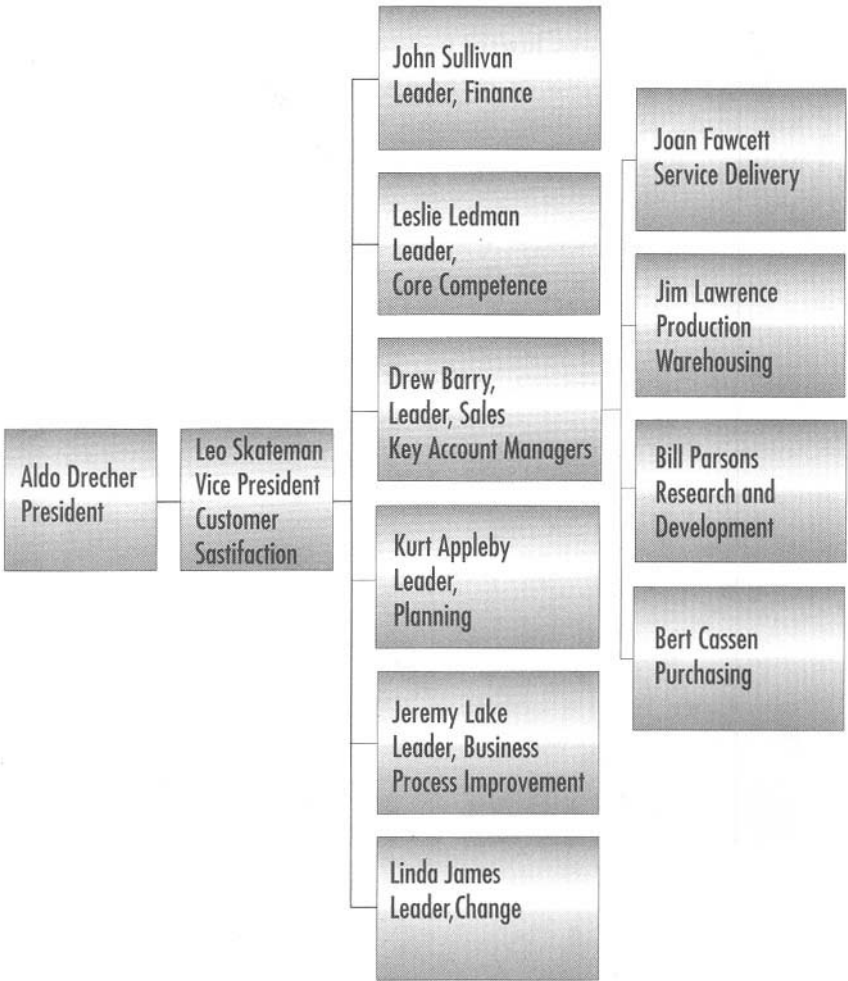 Aldo Drecher
President
Leo Skateman
Vice President
Customer
Sastifaction
John Sullivan
Leader, Finance
Leslie Ledman
Leader,
Core Competence
Drew Barry,
Leader, Sales
Key Account Managers
Kurt Appleby
Leader,
Planning
Jeremy Lake
Leader, Business
Process Improvement
Linda James
Leader,Change
Joan Fawcett
Service Delivery
Jim Lawrence
Production
Warehousing
Bill Parsons
Research and
Development
Bert Cassen
Purchasing